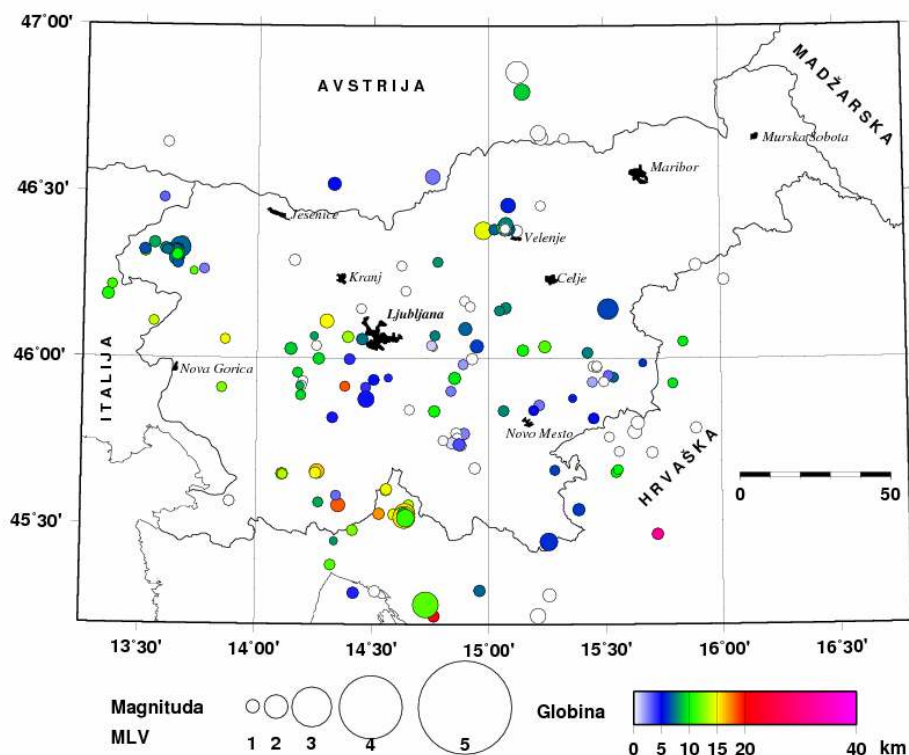 47°00'
AVSTRIJA
MADŽARSKA
Murska Sobota
Maribor
46°30'
Jesenice
Velenje
Kranj
Celje
Ljubljana
46°00'
Nova Gorica
ITALIJA
Novo Mesto
HRVAŠKA
0 50
45°30'
13°30' 14°00' 14°30' 15°00' 15°30' 16°00' 16°30'
Magnituda
MLV
1 2 3 4 5
Globina
0 5 10 15 20 40 km